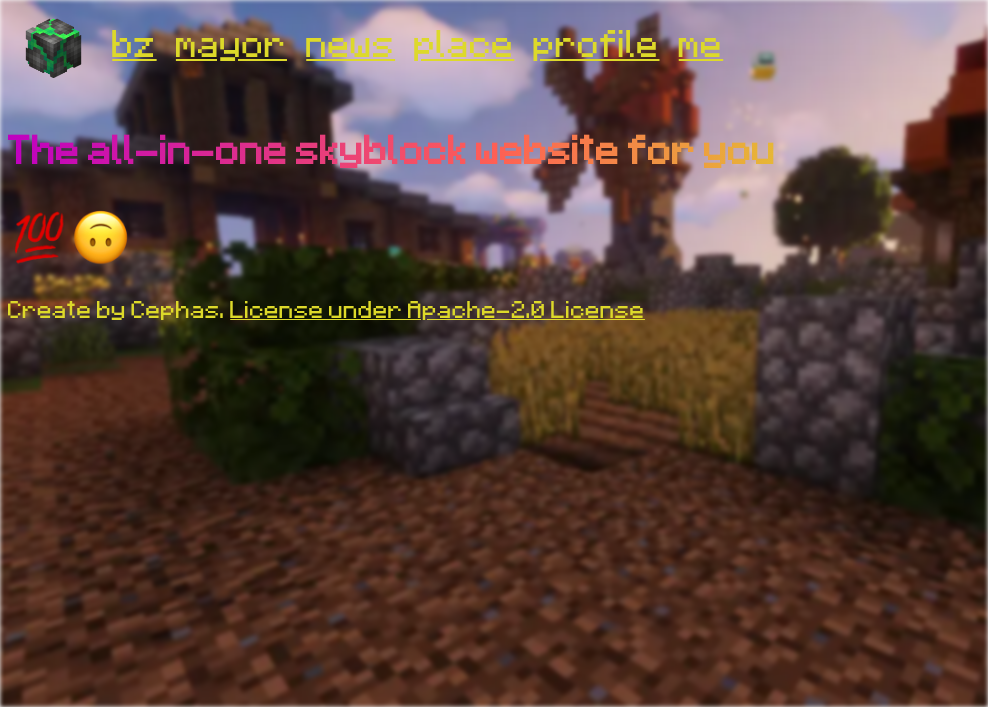 bz mayor news place profile me
The all-in-one skyblock website for you
💯🙃
Create by Cephas. License under Apache-2.0 License